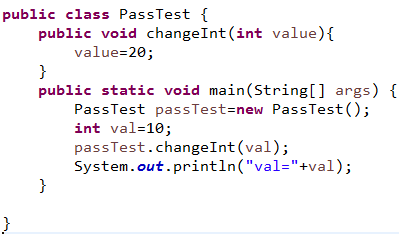 public class PassTest {
    public void changeInt(int value){
        value=20;
    }
    public static void main(String[] args) {
        PassTest passTest=new PassTest();
        int val=10;
        passTest.changeInt(val);
        System.out.println("val="+val);
    }
}